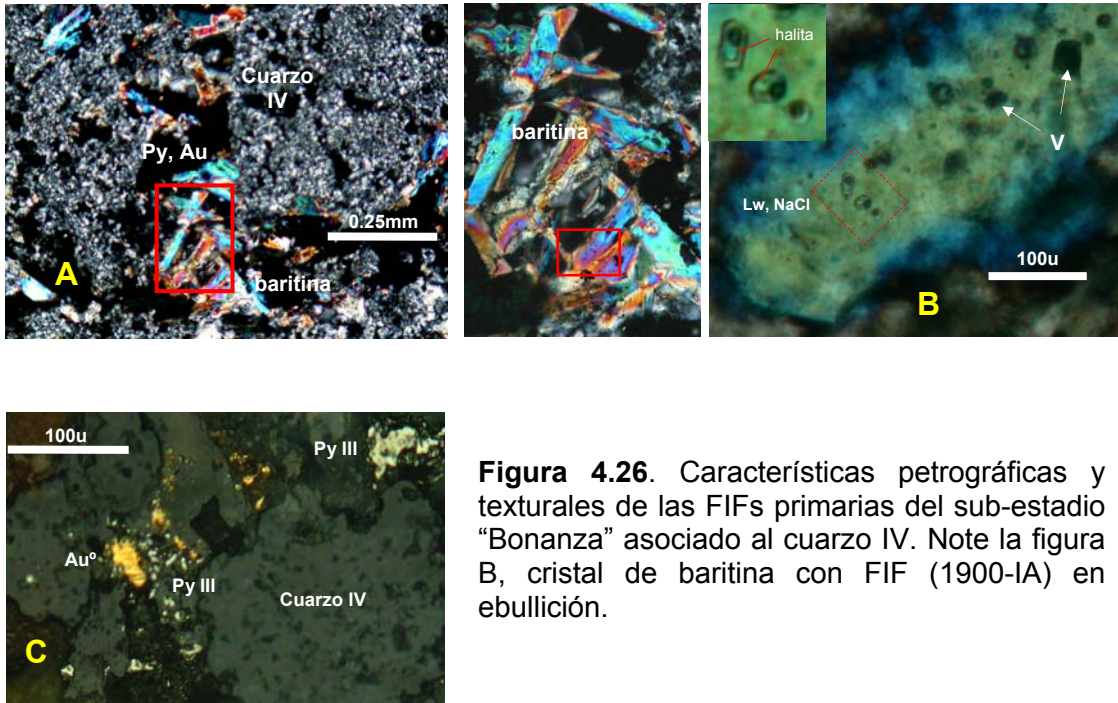 Cuarzo
IV
Py, Au
0.25mm
A
baritina
baritina
halita
V
Lw, NaCl
100u
B
100u
Py III
Auº
Py III
Cuarzo IV
C
Figura 4.26. Características petrográficas y
texturales de las FIFs primarias del sub-estadio
“Bonanza” asociado al cuarzo IV. Note la figura
B, cristal de baritina con FIF (1900-IA) en
ebullición.